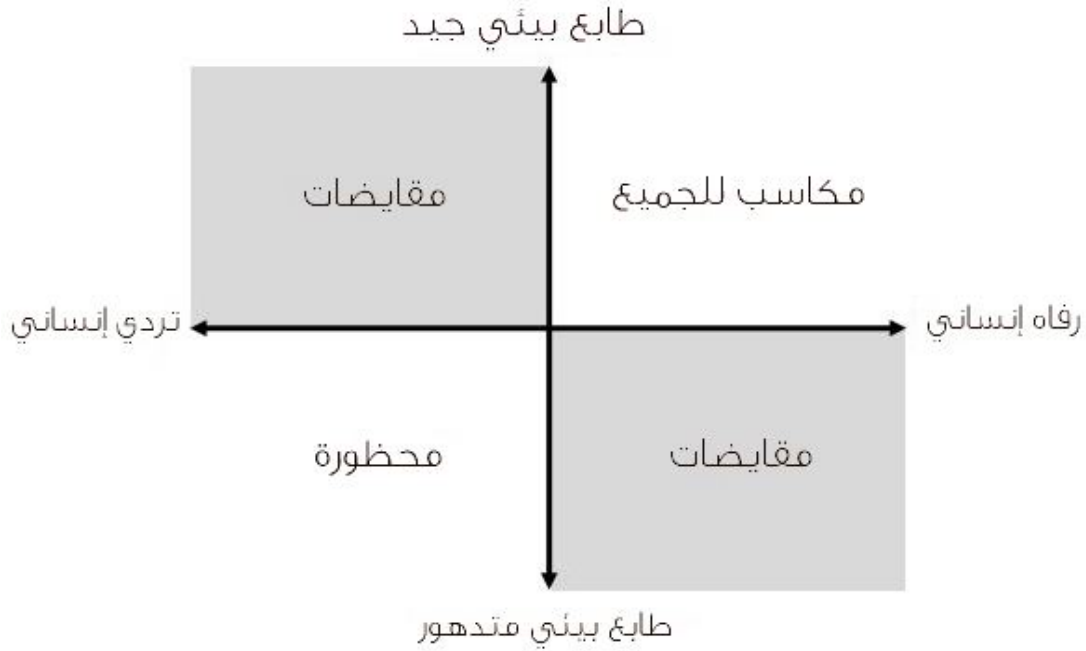 طابع بيئي جيد
مكاسب للجميع
مقايضات
رفاه إنساني
تردي إنساني
مقايضات
محظورة
طابع بيئي متدهور